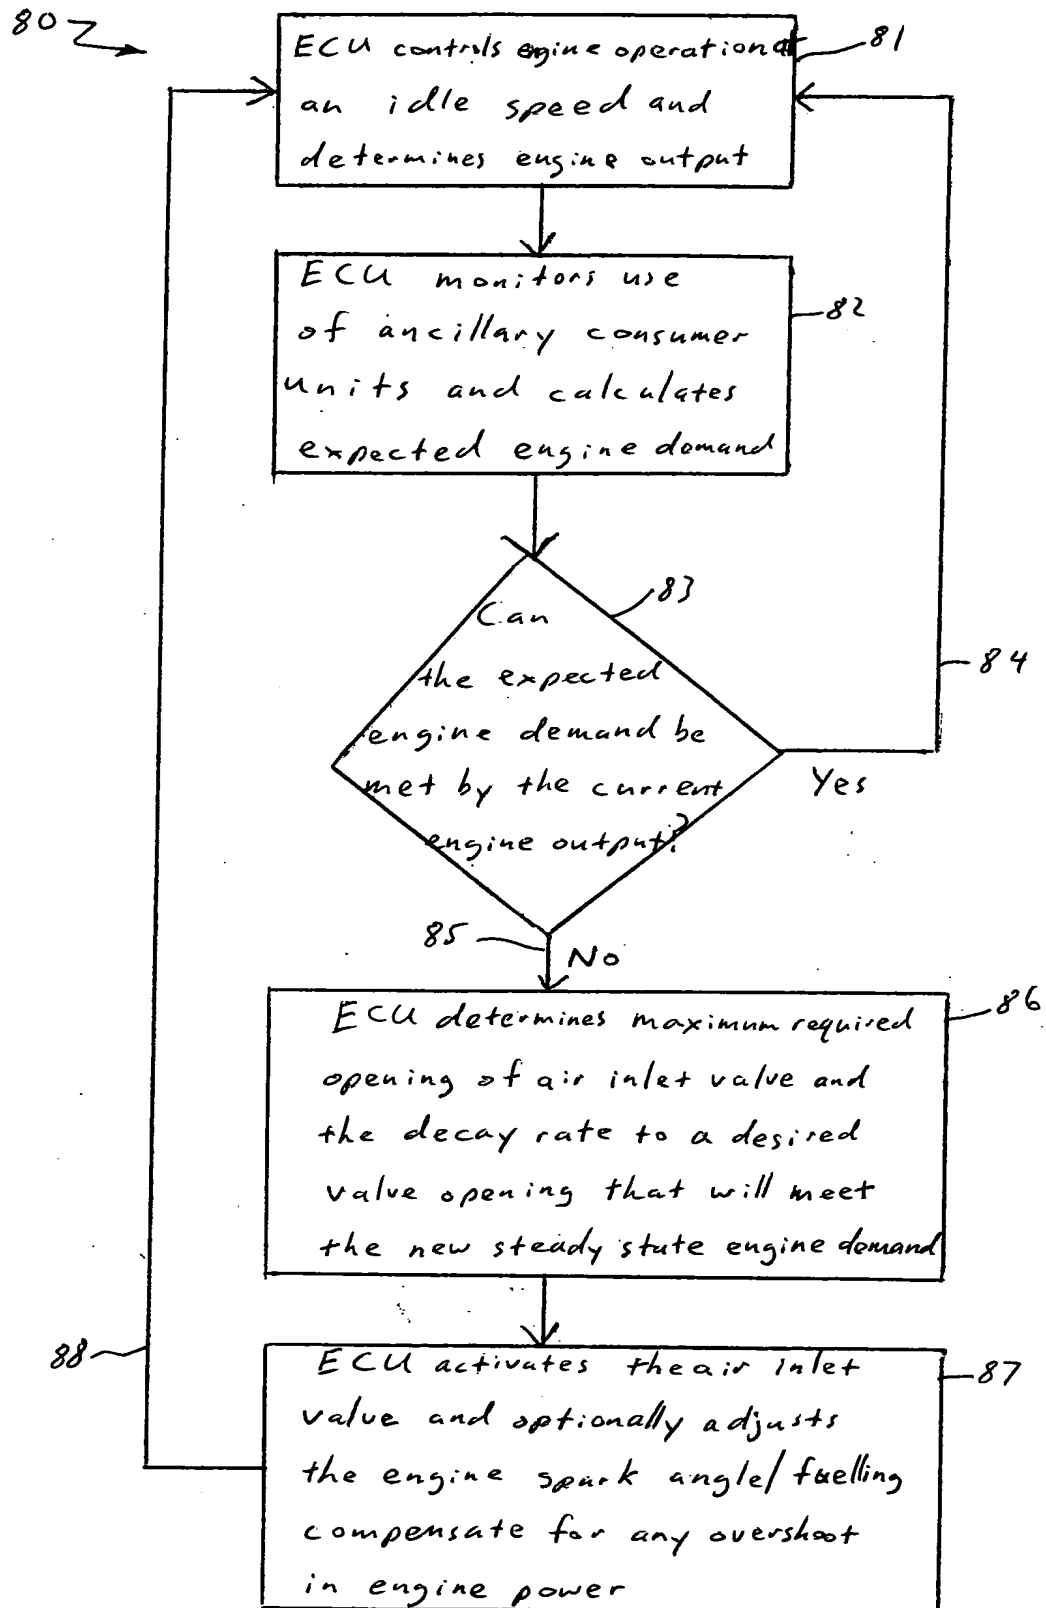 80
ECU controls engine operation at
an idle speed and
determines engine output
81
ECU monitors use
of ancillary consumer
units and calculates
expected engine demand
82
Can
the expected
engine demand be
met by the current
engine output?
83
Yes
84
85
No
ECU determines maximum required
opening of air inlet value and
the decay rate to a desired
value opening that will meet
the new steady state engine demand
86
ECU activates the air inlet
value and optionally adjusts
the engine spark angle/fuelling
compensate for any overshoot
in engine power
87
88